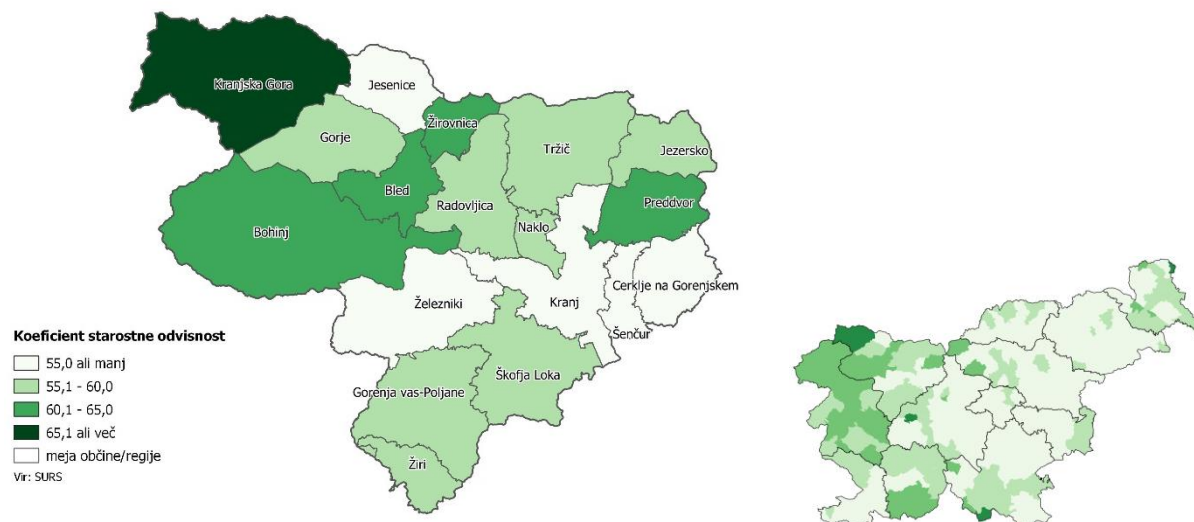 Kranjska Gora
Jesenice
Žirovnica
Gorje
Tržič
Jezersko
Bled
Radovljica
Preddvor
Naklo
Bohinj
Cerklje na Gorenjskem
Železniki
Kranj
Šenčur
Škofja Loka
Gorenja vas-Poljane
Žiri
Koeficient starostne odvisnost
55,0 ali manj
55,1 - 60,0
60,1 - 65,0
65,1 ali več
meja občine/regije
Vir: SURS